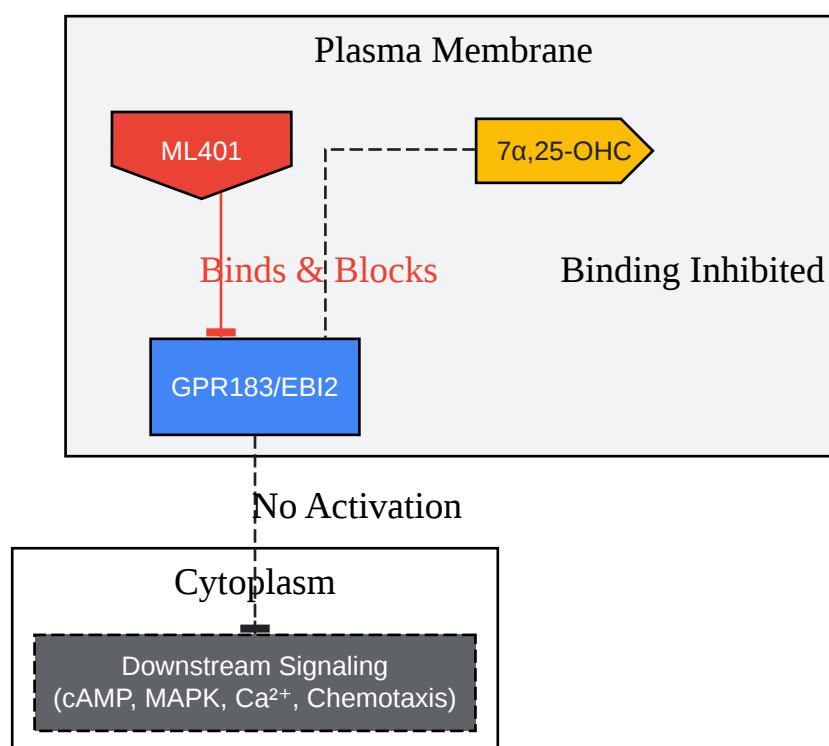 Plasma Membrane
ML401
7α,25-OHC
Binds & Blocks
Binding Inhibited
GPR183/EBI2
No Activation
Cytoplasm
Downstream Signaling
(cAMP, MAPK, Ca²⁺, Chemotaxis)